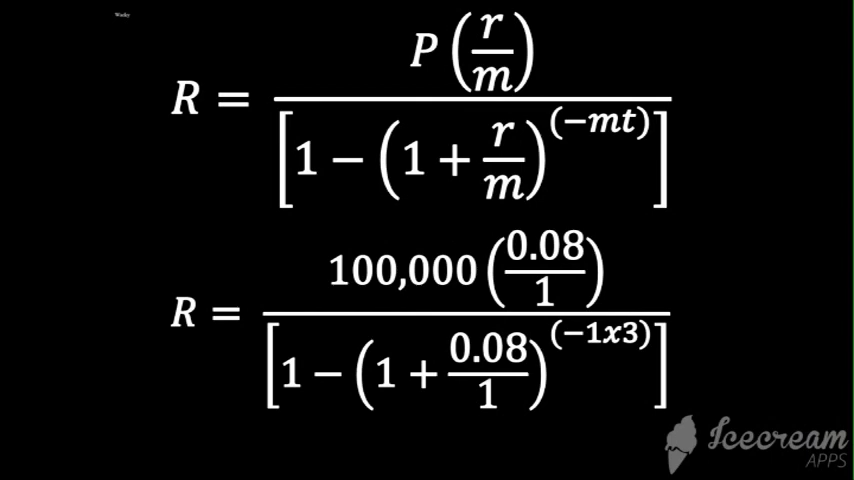 R = P(r/m) / [1 − (1 + r/m)^(−mt)]
R = 100,000(0.08/1) / [1 − (1 + 0.08/1)^(−1x3)]
Icecream
APPS